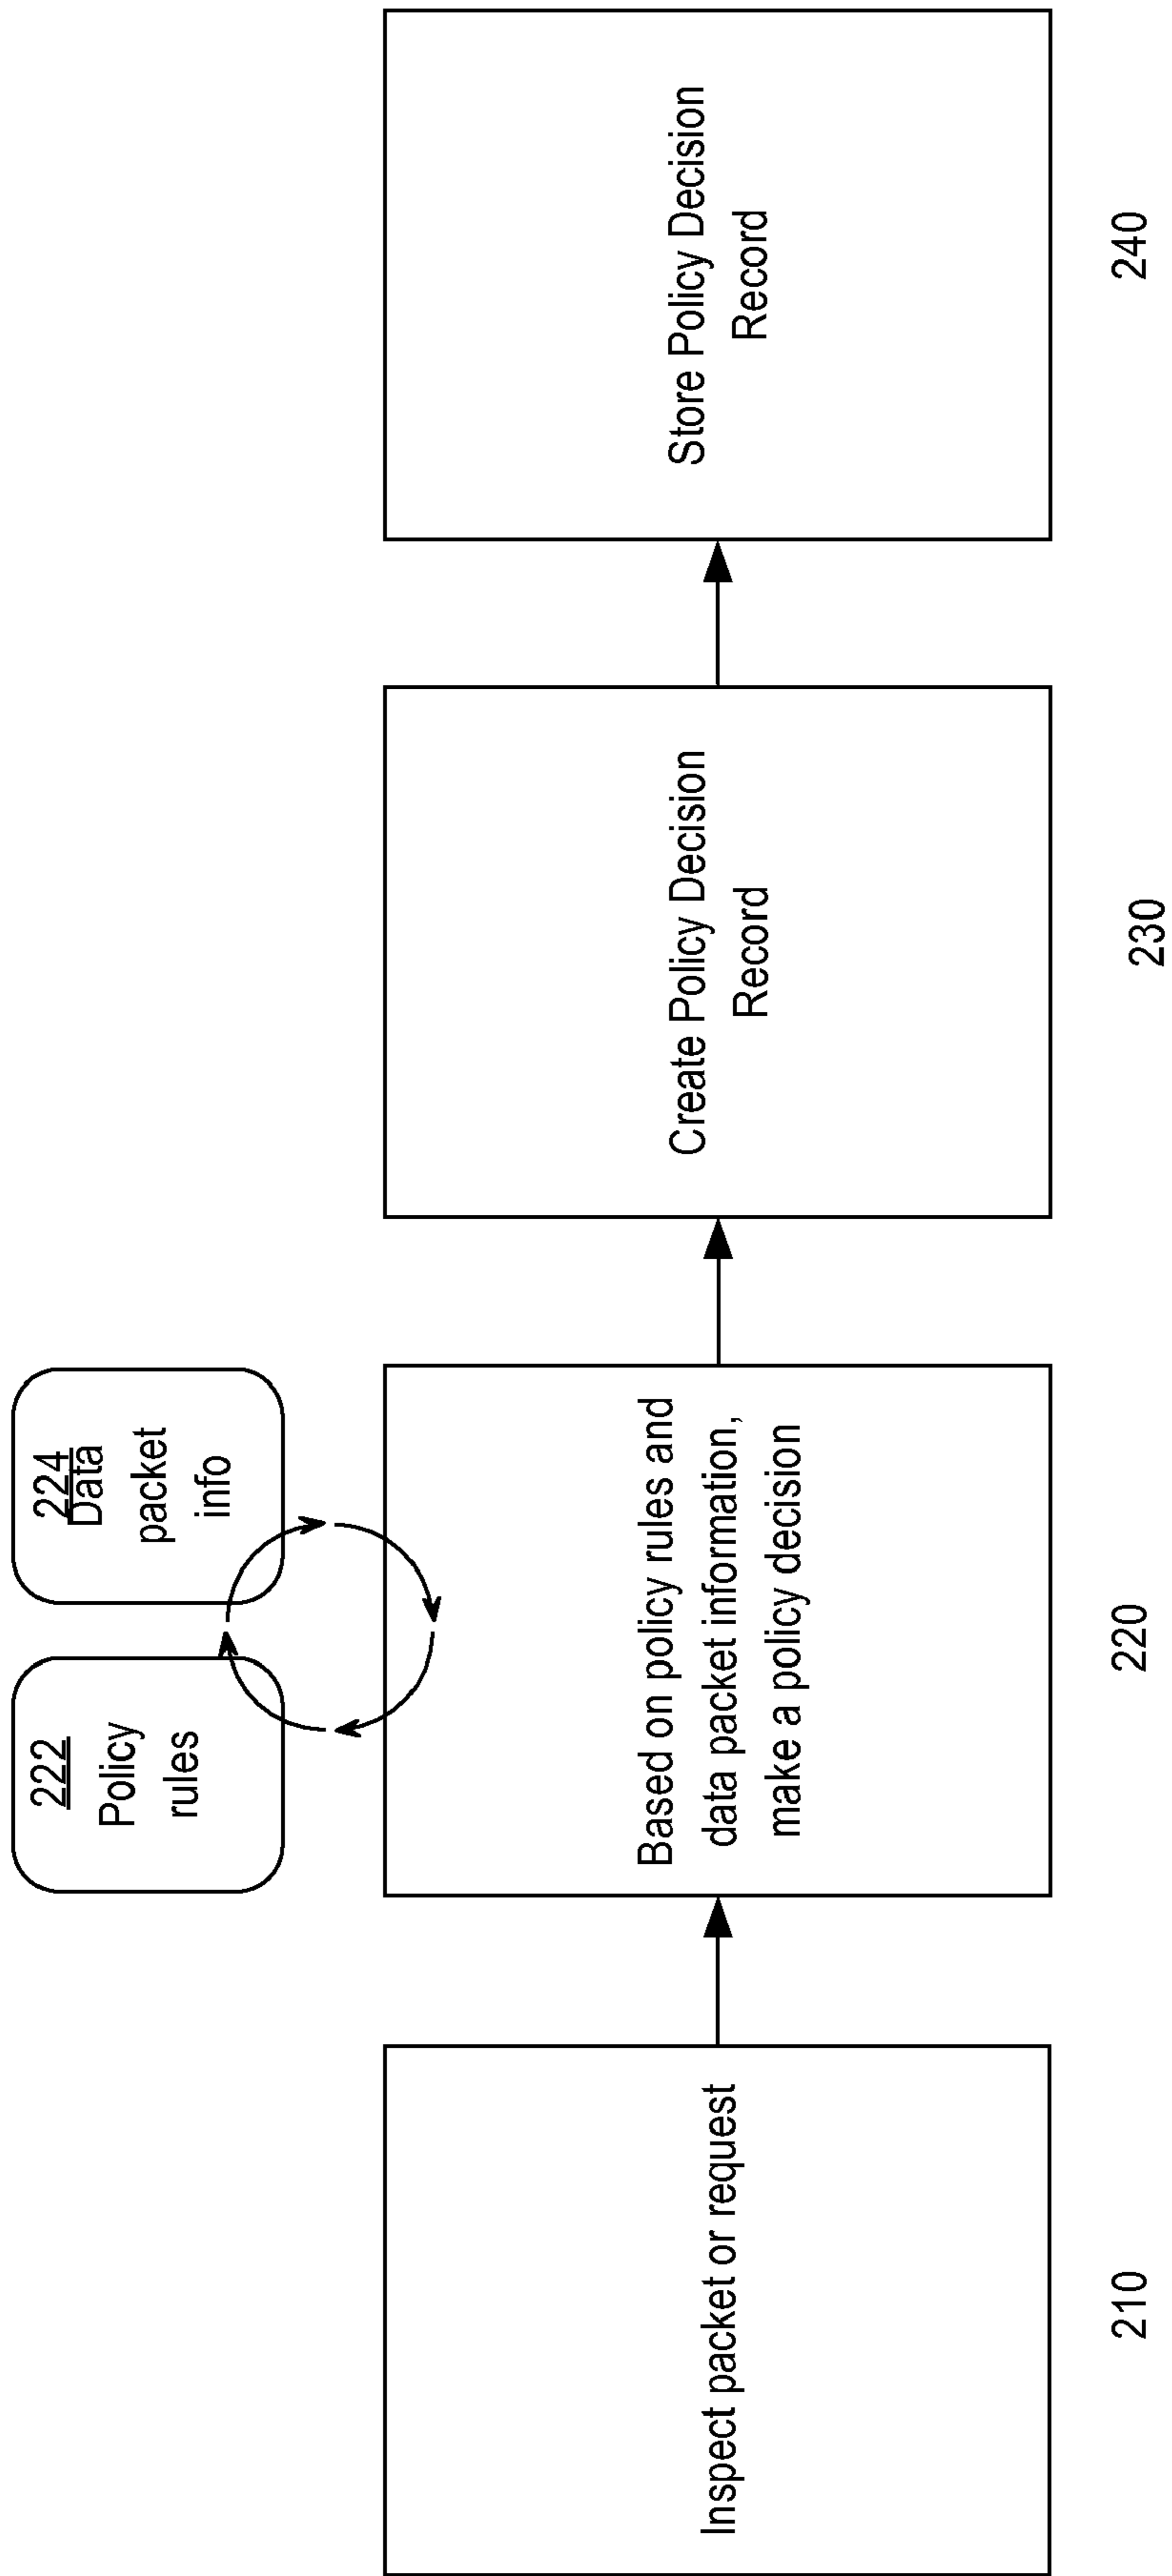 222
Policy
rules
224
Data
packet
info
Inspect packet or request
Based on policy rules and
data packet information,
make a policy decision
Create Policy Decision
Record
Store Policy Decision
Record
210
220
230
240